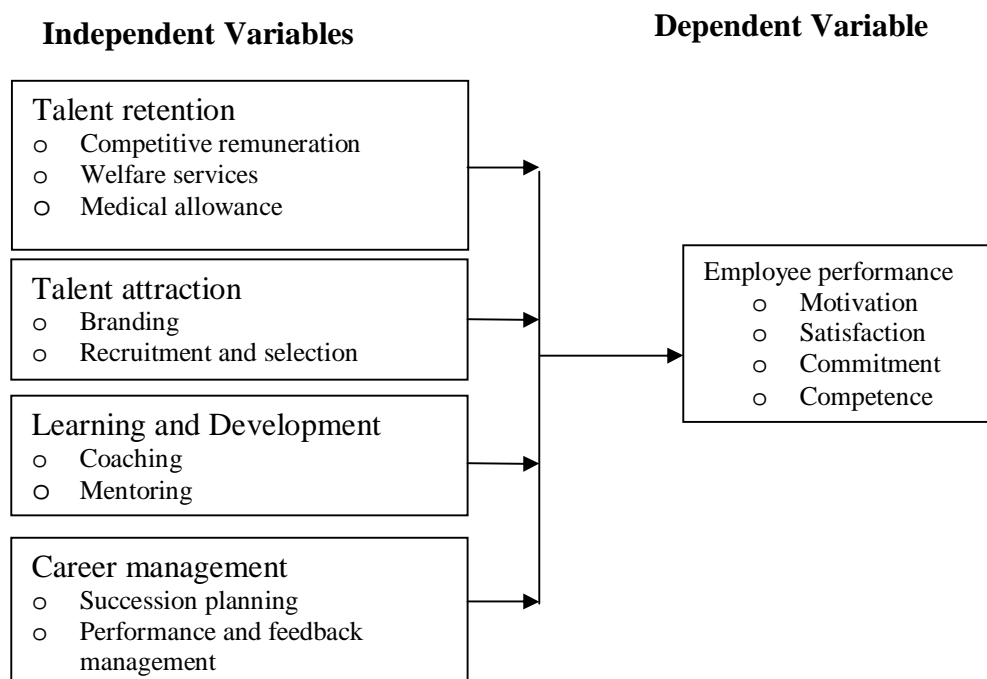 Independent Variables
Dependent Variable
Talent retention
o Competitive remuneration
o Welfare services
o Medical allowance
Talent attraction
o Branding
o Recruitment and selection
Learning and Development
o Coaching
o Mentoring
Career management
o Succession planning
o Performance and feedback
management
Employee performance
o Motivation
o Satisfaction
o Commitment
o Competence